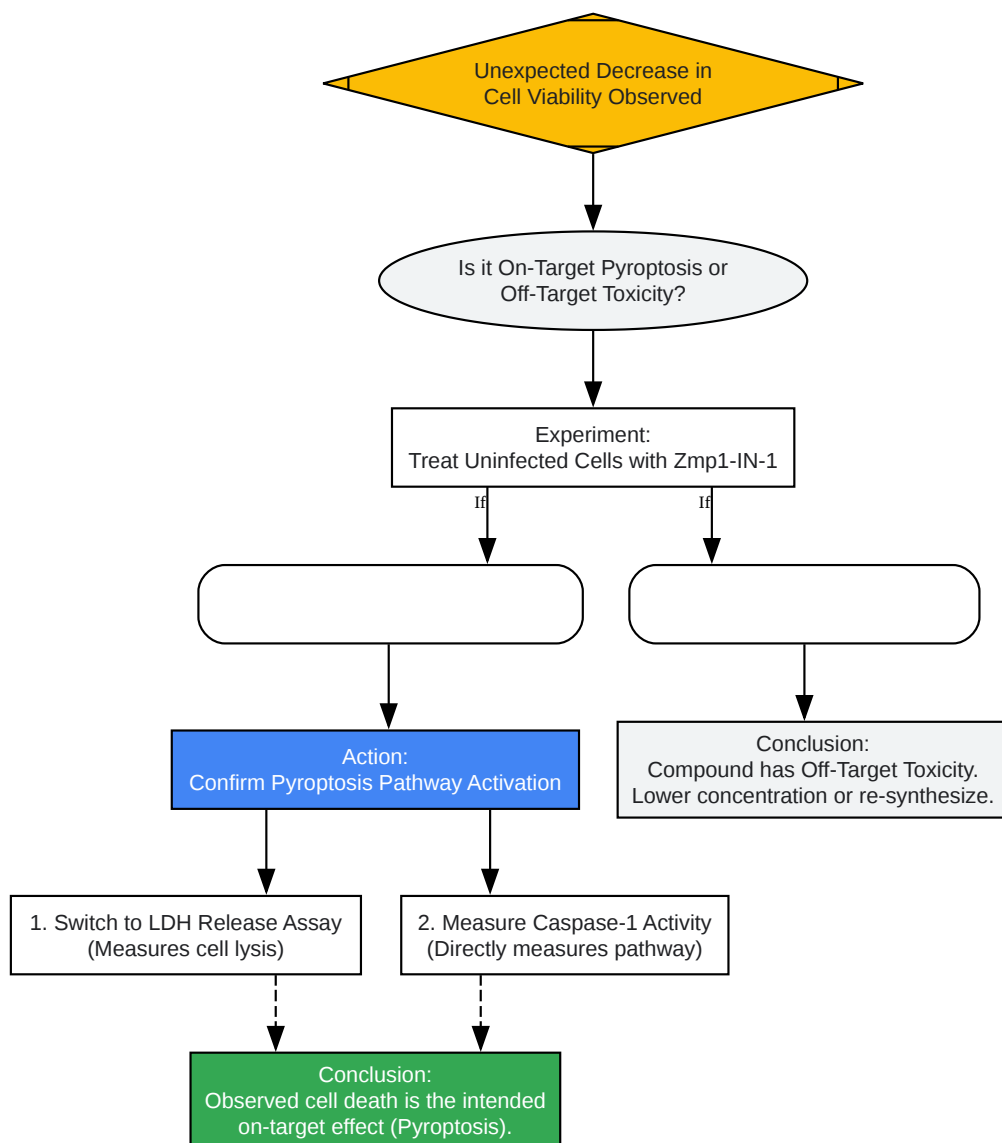 Unexpected Decrease in
Cell Viability Observed
Is it On-Target Pyroptosis or
Off-Target Toxicity?
Experiment:
Treat Uninfected Cells with Zmp1-IN-1
If
If
Action:
Confirm Pyroptosis Pathway Activation
Conclusion:
Compound has Off-Target Toxicity.
Lower concentration or re-synthesize.
1. Switch to LDH Release Assay
(Measures cell lysis)
2. Measure Caspase-1 Activity
(Directly measures pathway)
Conclusion:
Observed cell death is the intended
on-target effect (Pyroptosis).